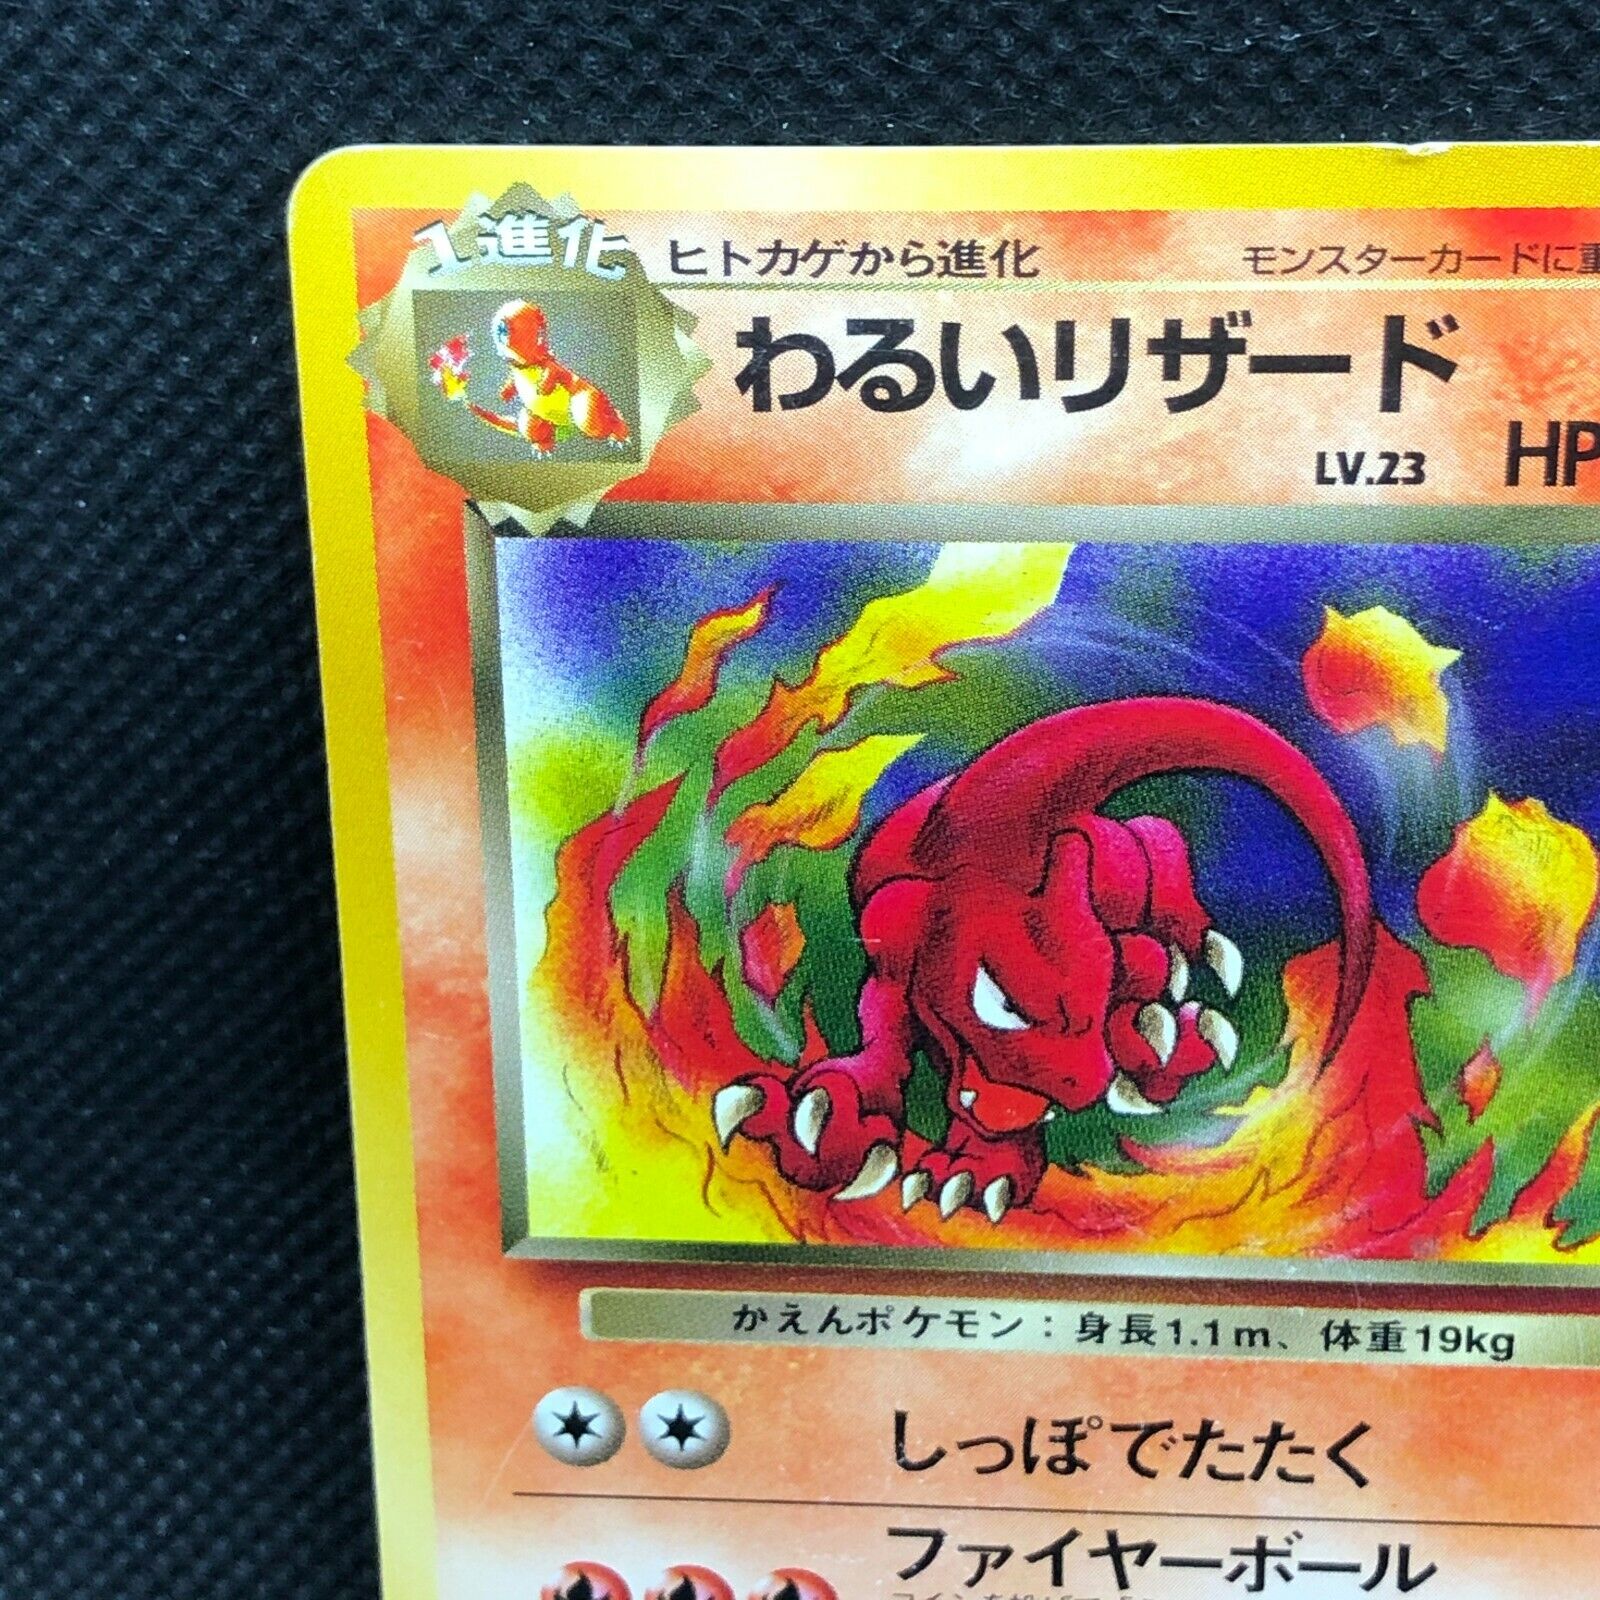 1進化
ヒトカゲから進化
モンスターカードに重
わるいリザード
LV.23 HP
かえんポケモン:身長1.1m、体重19kg
しっぽでたたく
ファイヤーボール